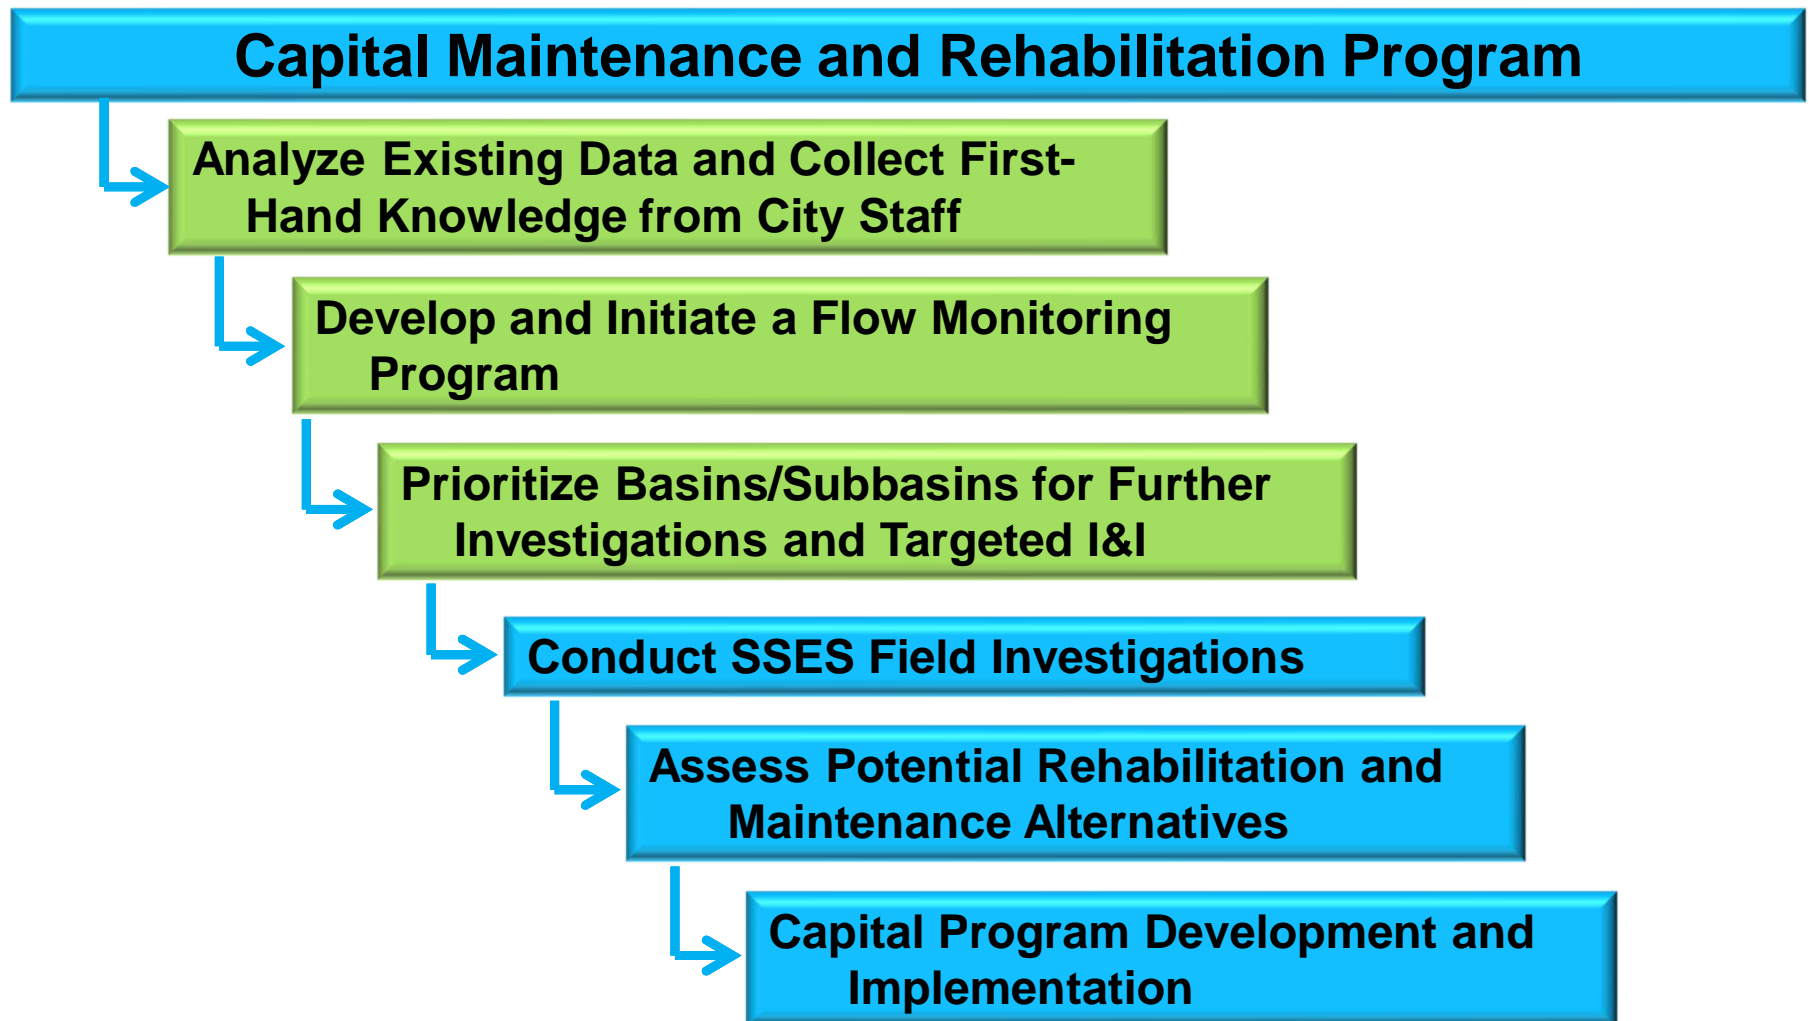 Capital Maintenance and Rehabilitation Program
Analyze Existing Data and Collect First-
Hand Knowledge from City Staff
Develop and Initiate a Flow Monitoring
Program
Prioritize Basins/Subbasins for Further
Investigations and Targeted I&I
Conduct SSES Field Investigations
Assess Potential Rehabilitation and
Maintenance Alternatives
Capital Program Development and
Implementation